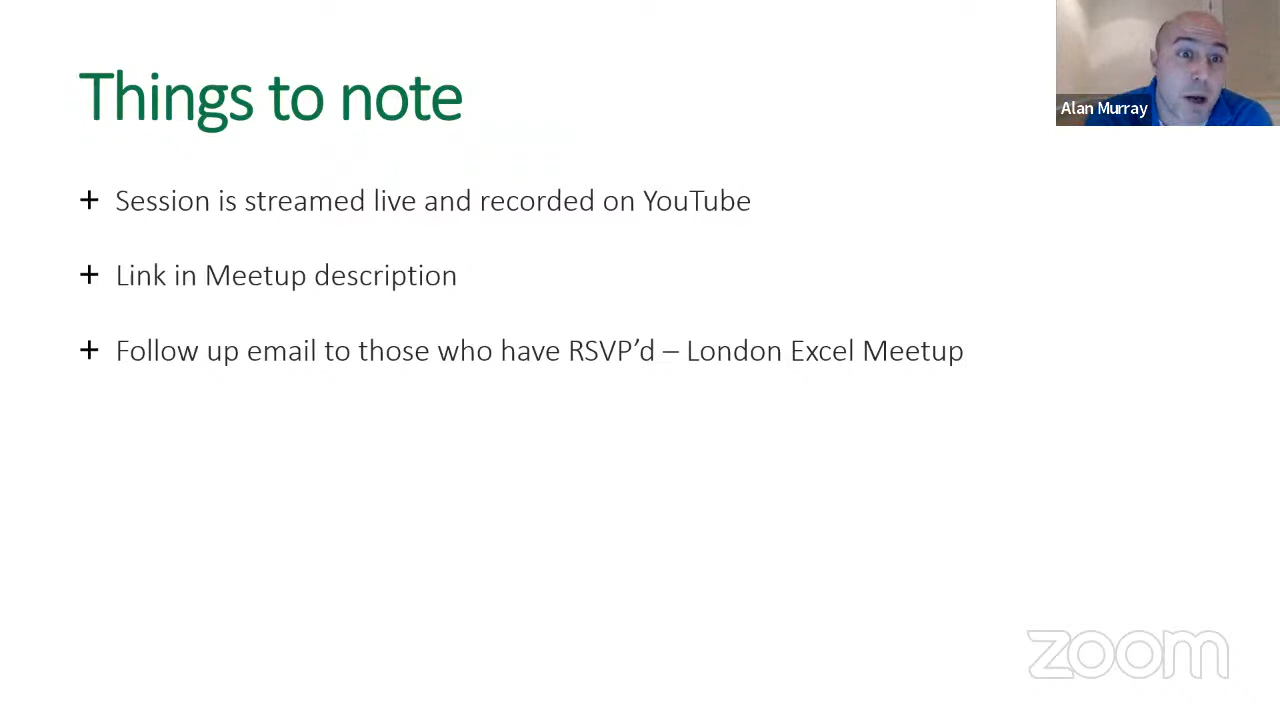 Things to note
Alan Murray
+ Session is streamed live and recorded on YouTube
+ Link in Meetup description
+ Follow up email to those who have RSVP’d – London Excel Meetup
zoom